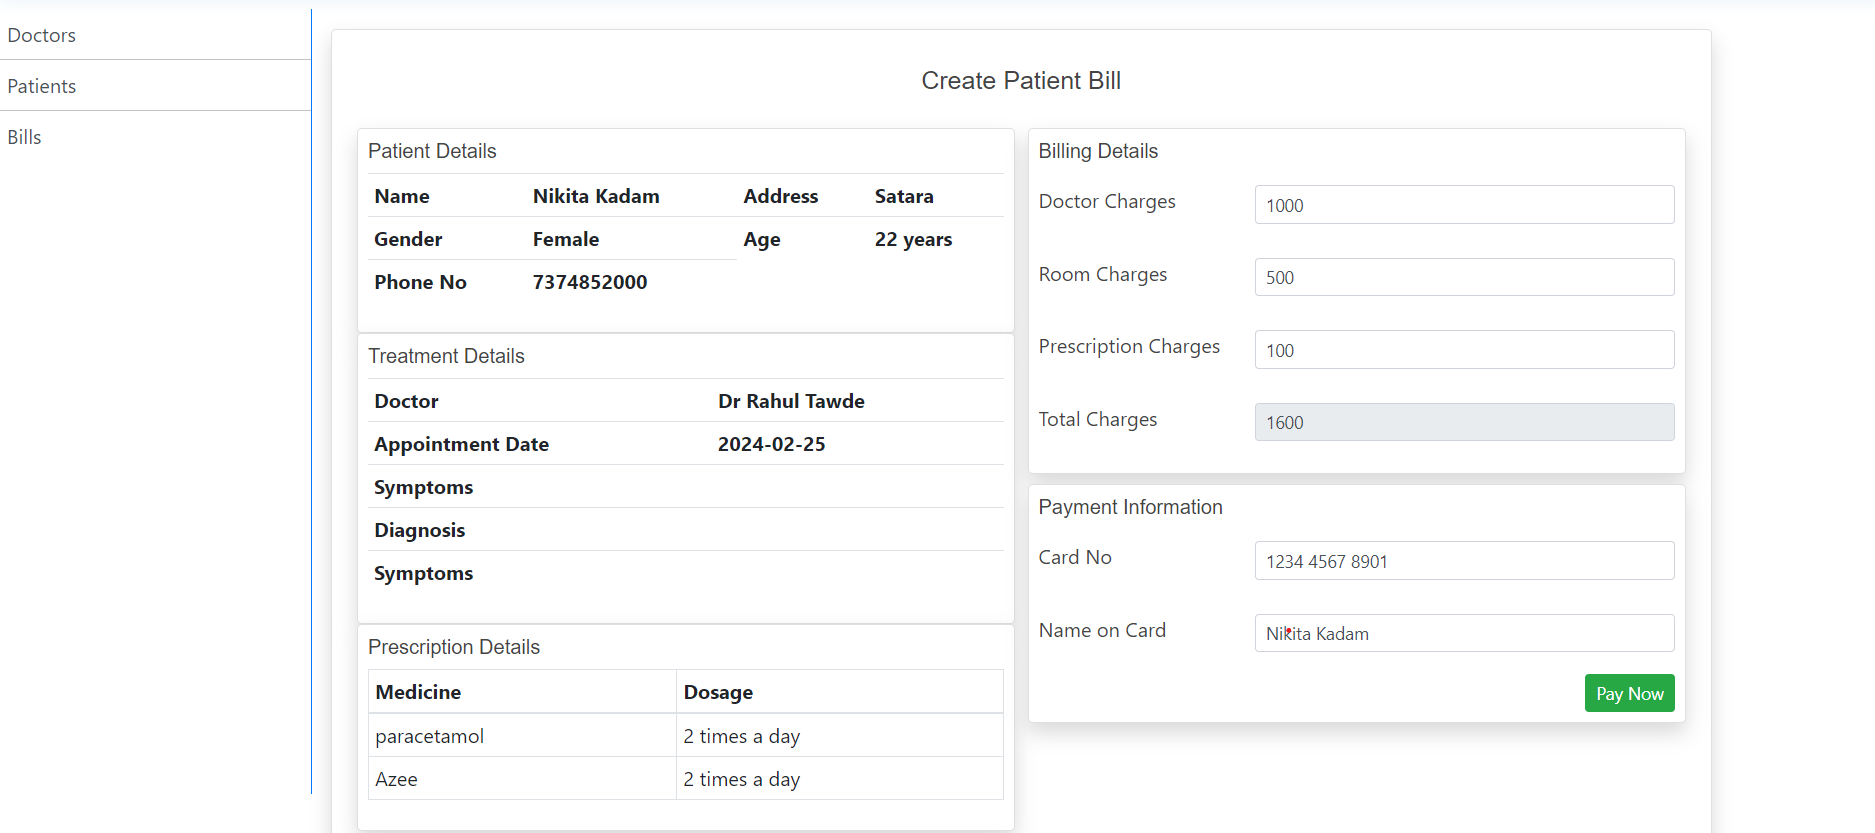 Doctors
Patients
Bills
Create Patient Bill
Patient Details
Name Nikita Kadam Address Satara
Gender Female Age 22 years
Phone No 7374852000
Treatment Details
Doctor Dr Rahul Tawde
Appointment Date 2024-02-25
Symptoms
Diagnosis
Symptoms
Prescription Details
Medicine Dosage
paracetamol 2 times a day
Azee 2 times a day
Billing Details
Doctor Charges 1000
Room Charges 500
Prescription Charges 100
Total Charges 1600
Payment Information
Card No 1234 4567 8901
Name on Card Nikita Kadam
Pay Now